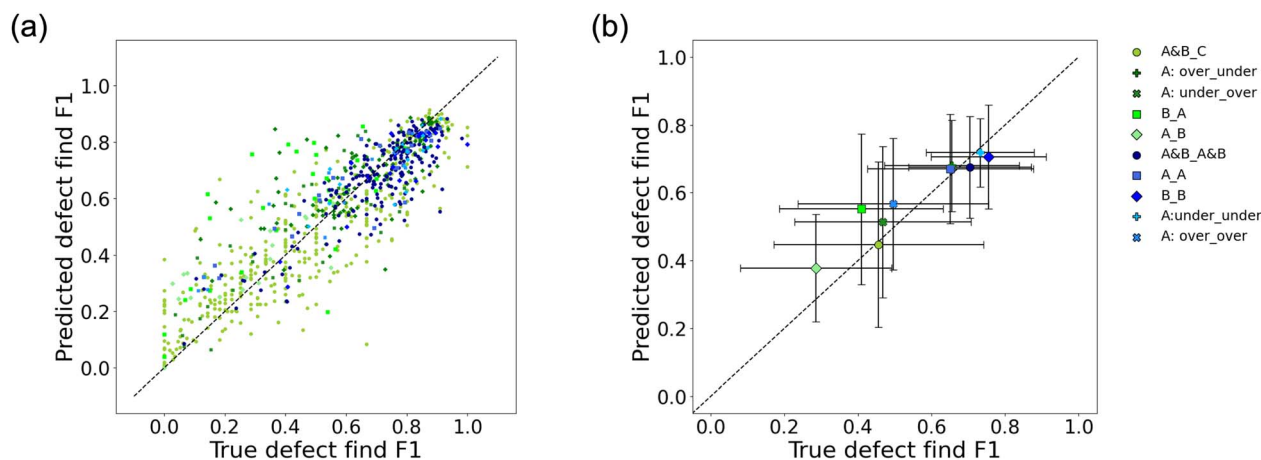 (a)
Predicted defect find F1
1.0
0.8
0.6
0.4
0.2
0.0
0.0 0.2 0.4 0.6 0.8 1.0
True defect find F1
(b)
Predicted defect find F1
1.0
0.8
0.6
0.4
0.2
0.0
0.0 0.2 0.4 0.6 0.8 1.0
True defect find F1
A&B_C
A: over_under
A: under_over
B_A
A_B
A&B_A&B
A_A
B_B
A:under_under
A: over_over